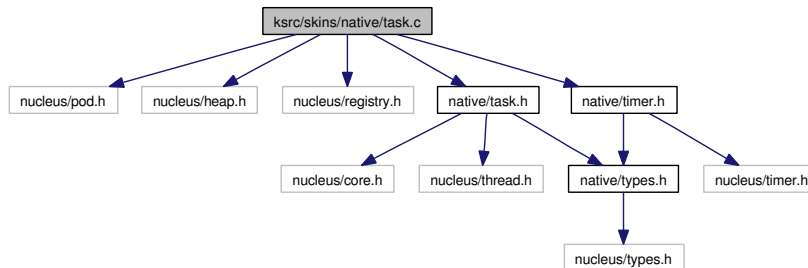 ksrc/skins/native/task.c
nucleus/pod.h
nucleus/heap.h
nucleus/registry.h
native/task.h
native/timer.h
nucleus/core.h
nucleus/thread.h
native/types.h
nucleus/timer.h
nucleus/types.h